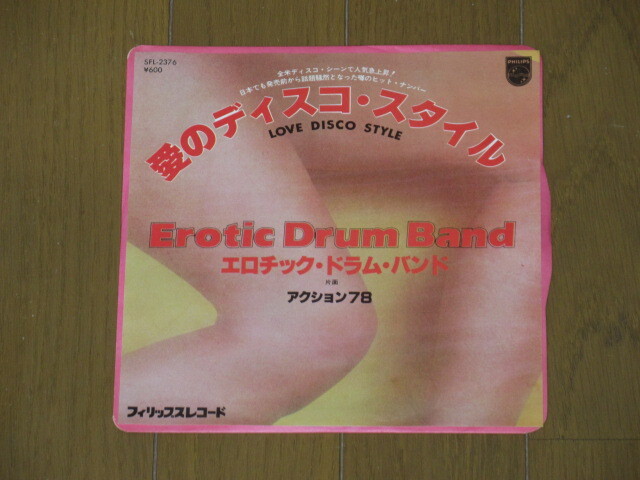 SFL-2376
¥600
PHILIPS
全米ディスコ・シーンで人気急上昇!
日本でも発売前から話題騒然となった噂のヒット・ナンバー
愛のディスコ・スタイル
LOVE DISCO STYLE
Erotic Drum Band
エロチック・ドラム・バンド
片面
アクション78
フィリップスレコード